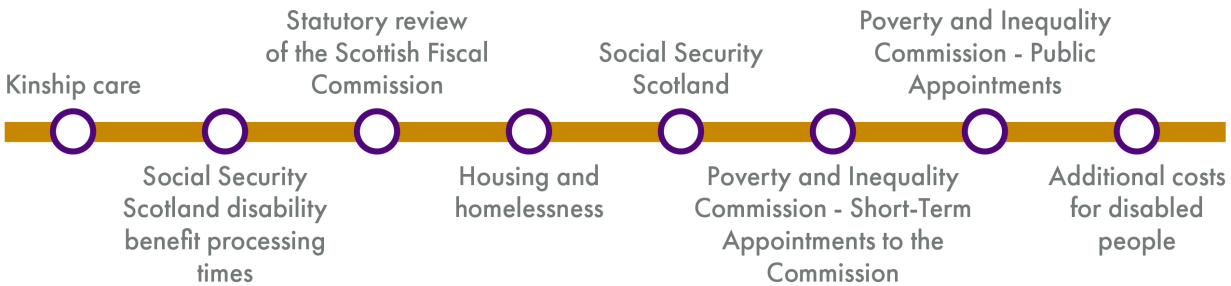 Kinship care
Social Security
Scotland disability
benefit processing
times
Statutory review
of the Scottish Fiscal
Commission
Housing and
homelessness
Social Security
Scotland
Poverty and Inequality
Commission - Short-Term
Appointments to the
Commission
Poverty and Inequality
Commission - Public
Appointments
Additional costs
for disabled
people